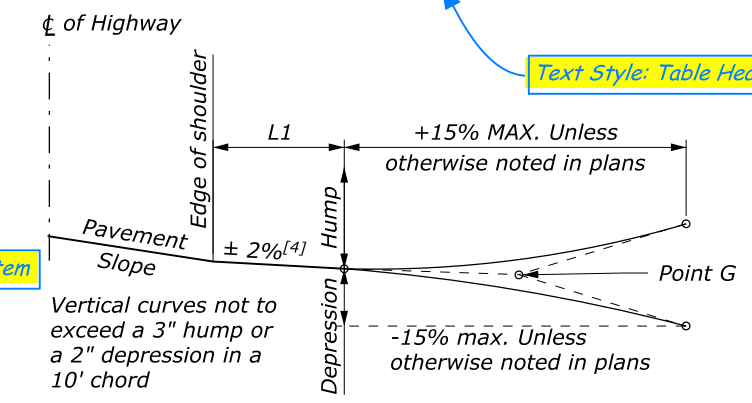 ℄ of Highway
Text Style: Table Hea
Edge of shoulder
L1
+15% MAX. Unless
otherwise noted in plans
Hump
Pavement
Slope
± 2%[4]
tem
Point G
Vertical curves not to
exceed a 3" hump or
a 2" depression in a
10' chord
Depression
-15% max. Unless
otherwise noted in plans